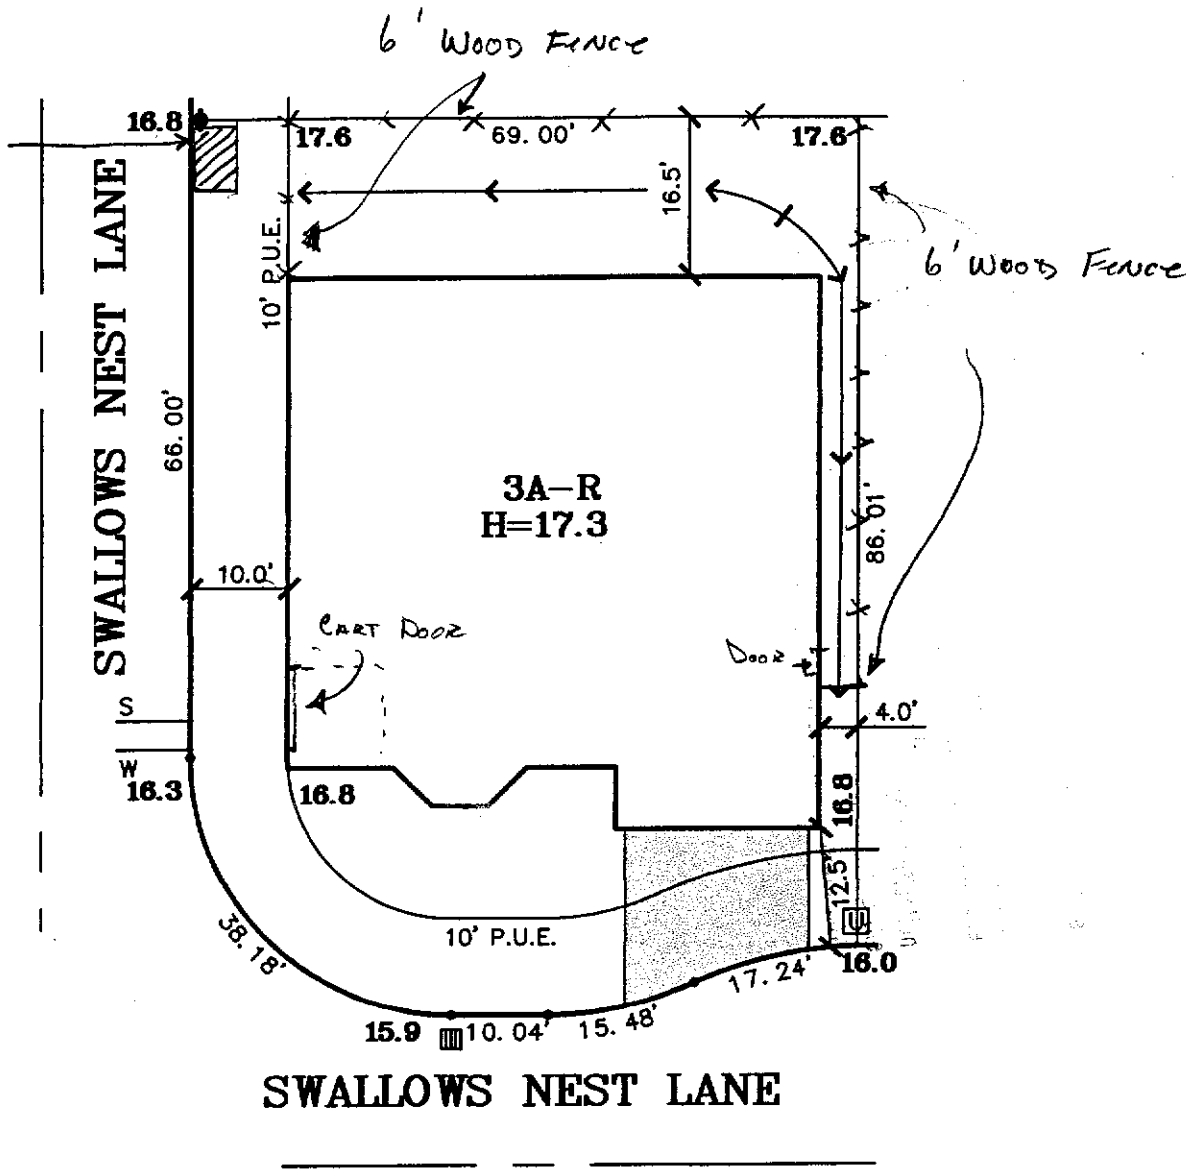 6' WOOD FENCE
16.8
17.6
69.00'
17.6
SWALLOWS NEST LANE
10' P.U.E.
16.5'
6' WOOD FENCE
66.00'
86.01'
3A-R
H=17.3
10.0'
CART DOOR
DOOR
S
W
4.0'
16.3
16.8
16.8
12.5'
10' P.U.E.
38.18'
16.0
17.24'
15.9
10.04'
15.48'
SWALLOWS NEST LANE